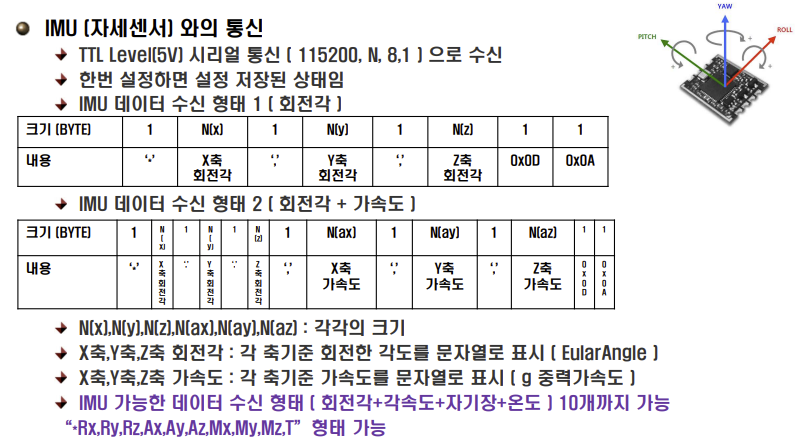 IMU (자세센서) 와의 통신
TTL Level(5V) 시리얼 통신 ( 115200, N, 8,1 ) 으로 수신
한번 설정하면 설정 저장된 상태임
IMU 데이터 수신 형태 1 ( 회전각 )
크기 (BYTE) 1 N(x) 1 N(y) 1 N(z) 1 1
내용 '*' X축 회전각 ',' Y축 회전각 ',' Z축 회전각 0x0D 0x0A
IMU 데이터 수신 형태 2 ( 회전각 + 가속도 )
크기 (BYTE) 1 N(x) 1 N(y) 1 N(z) 1 N(ax) 1 N(ay) 1 N(az) 1 1
내용 '*' X축회전각 ',' Y축회전각 ',' Z축회전각 ',' X축 가속도 ',' Y축 가속도 ',' Z축 가속도 0x0D 0x0A
N(x),N(y),N(z),N(ax),N(ay),N(az) : 각각의 크기
X축,Y축,Z축 회전각 : 각 축기준 회전한 각도를 문자열로 표시 ( EularAngle )
X축,Y축,Z축 가속도 : 각 축기준 가속도를 문자열로 표시 ( g 중력가속도 )
IMU 가능한 데이터 수신 형태 ( 회전각+각속도+자기장+온도 ) 10개까지 가능
“*Rx,Ry,Rz,Ax,Ay,Az,Mx,My,Mz,T” 형태 가능
YAW
PITCH
ROLL
+
+
+